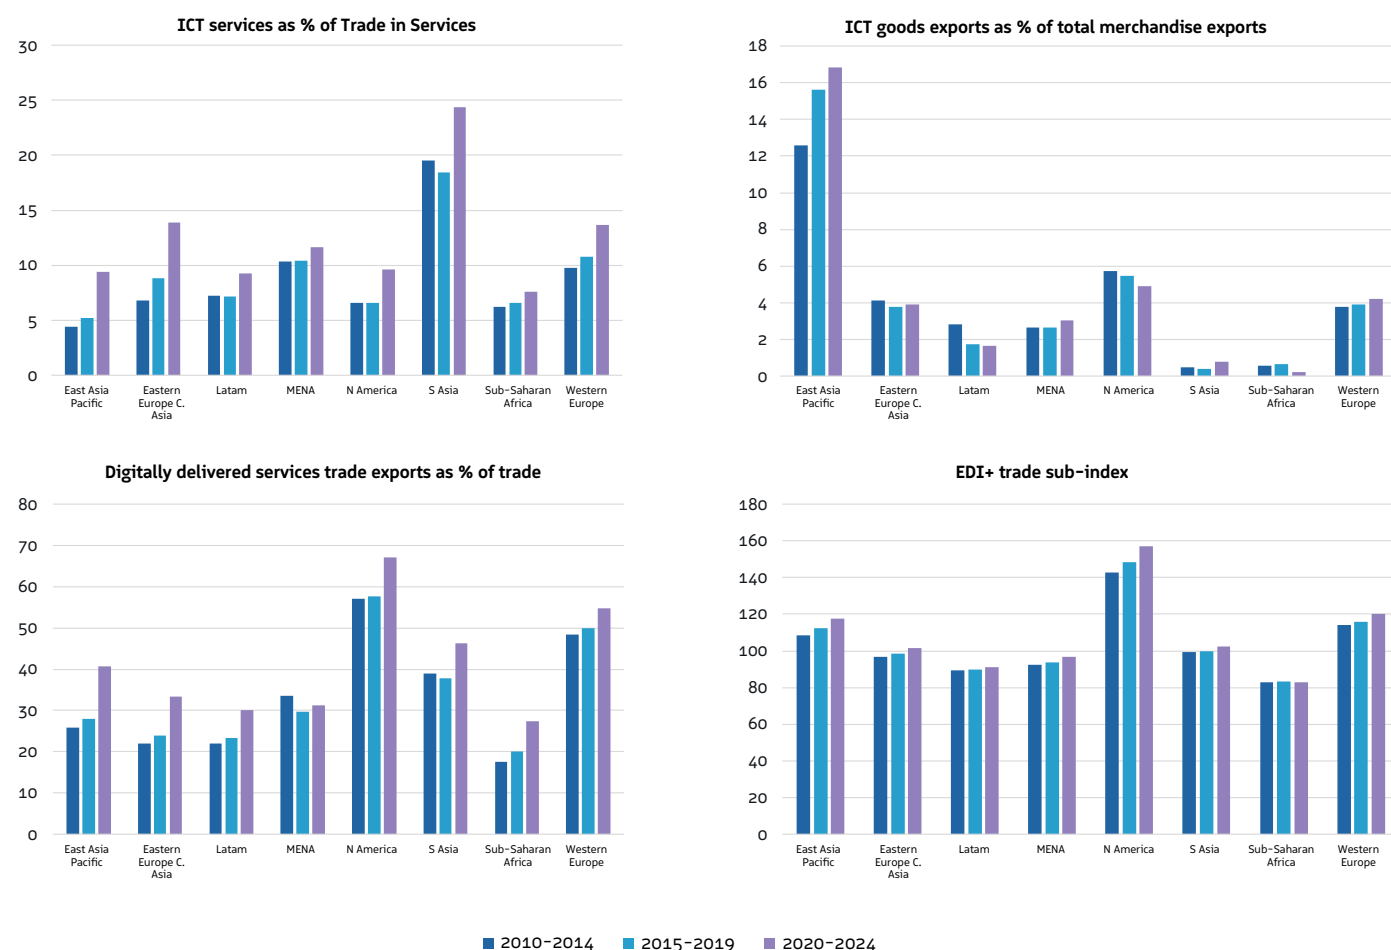 ICT services as % of Trade in Services
30
25
20
15
10
5
0
East Asia
Pacific
Eastern
Europe C.
Asia
Latam
MENA
N America
S Asia
Sub-Saharan
Africa
Western
Europe
ICT goods exports as % of total merchandise exports
18
16
14
12
10
8
6
4
2
0
East Asia
Pacific
Eastern
Europe C.
Asia
Latam
MENA
N America
S Asia
Sub-Saharan
Africa
Western
Europe
Digitally delivered services trade exports as % of trade
80
70
60
50
40
30
20
10
0
East Asia
Pacific
Eastern
Europe C.
Asia
Latam
MENA
N America
S Asia
Sub-Saharan
Africa
Western
Europe
EDI+ trade sub-index
180
160
140
120
100
80
60
40
20
0
East Asia
Pacific
Eastern
Europe C.
Asia
Latam
MENA
N America
S Asia
Sub-Saharan
Africa
Western
Europe
2010-2014 2015-2019 2020-2024